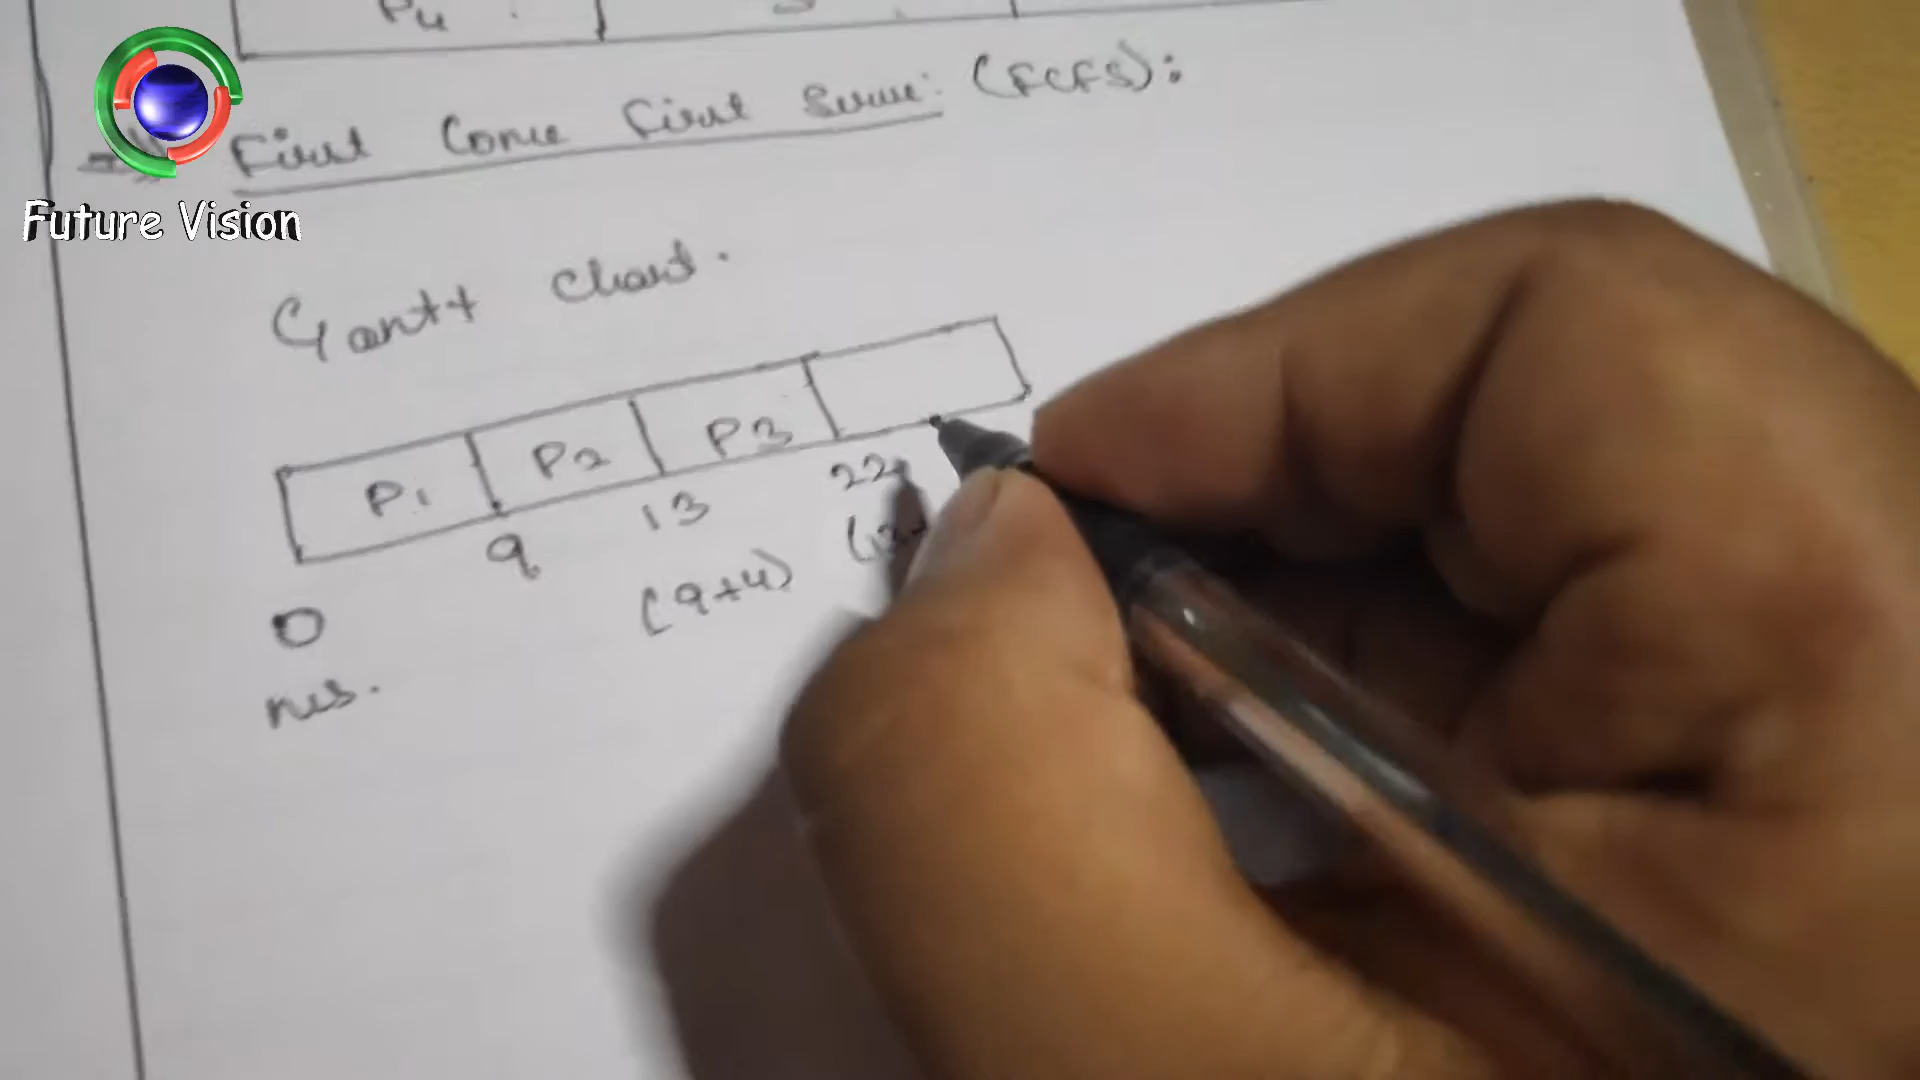 P4
First Come First Serve: (FCFS):
Future Vision
Gantt Chart.
P1 P2 P3
0 9 13 22
(9+4) (13+
ms.